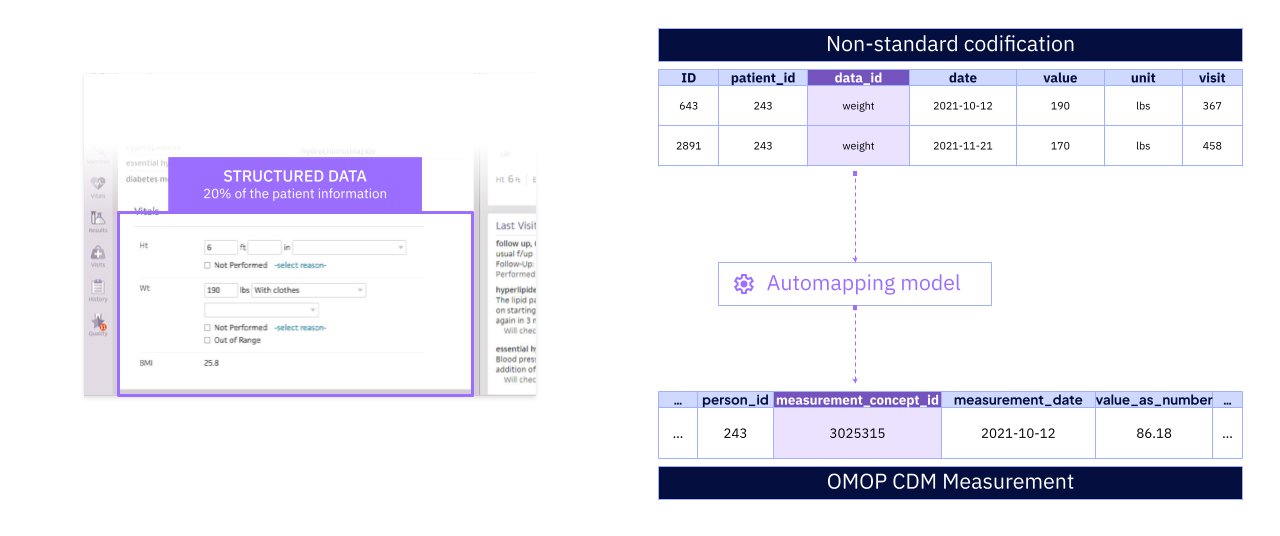 essential hy
diabetes m
STRUCTURED DATA
20% of the patient information
Vitals
vitals
Results
visits
History
Quality
Ht 6 ft in
Not Performed -select reason-
Wt 190 lbs With clothes
Not Performed -select reason-
Out of Range
BMI 25.8
Ht 6 ft
Last Visit
follow up, 
usual f/up
Follow-Up:
Performed
hyperlipide
The lipid pa
on starting
again in 3 m
Will chec
essential hy
Blood press
addition of
Will chec
Non-standard codification
ID patient_id data_id date value unit visit
643 243 weight 2021-10-12 190 lbs 367
2891 243 weight 2021-11-21 170 lbs 458
Automapping model
... person_id measurement_concept_id measurement_date value_as_number ...
... 243 3025315 2021-10-12 86.18 ...
OMOP CDM Measurement